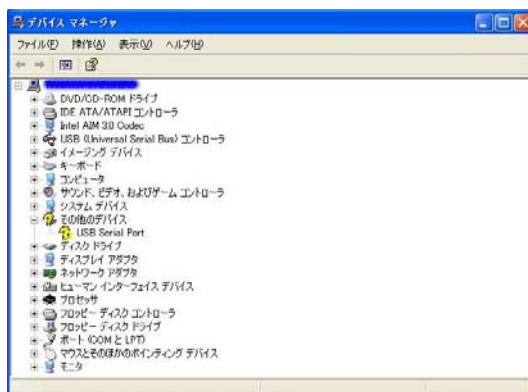 デバイス マネージャ
ファイル(F) 操作(A) 表示(V) ヘルプ(H)
DVD/CD-ROM ドライブ
IDE ATA/ATAPI コントローラ
Intel AIM 3.0 Codec
USB (Universal Serial Bus) コントローラ
イメージング デバイス
キーボード
コンピュータ
サウンド、ビデオ、およびゲーム コントローラ
システム デバイス
その他のデバイス
USB Serial Port
ディスク ドライブ
ディスプレイ アダプタ
ネットワーク アダプタ
ヒューマン インターフェイス デバイス
プロセッサ
フロッピー ディスク コントローラ
フロッピー ディスク ドライブ
ポート (COM と LPT)
マウスとそのほかのポインティング デバイス
モニタ